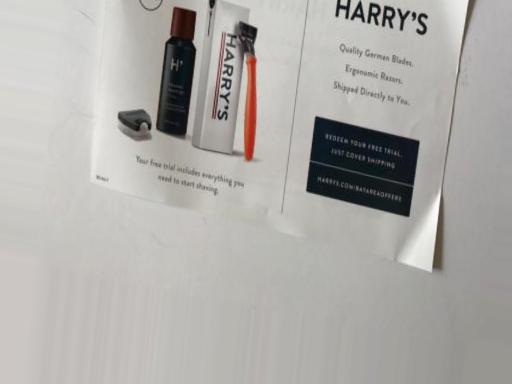 HARRY'S
Quality German Blades.
Ergonomic Razors.
Shipped Directly to You.
REDEEM YOUR FREE TRIAL,
JUST COVER SHIPPING
HARRYS.COM/BAYAREAOFFERS
H'
HARRY'S
Your free trial includes everything you
need to start shaving.